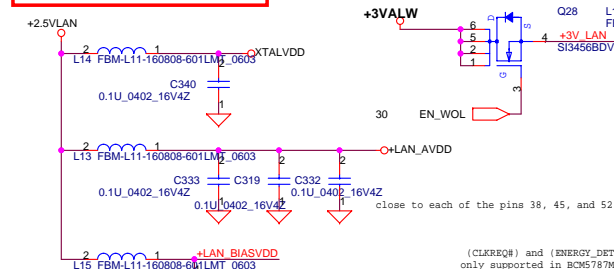 +3VALW
Q28
+2.5VLAN
6
5
2
1
D
S
G
4
+3V_LAN
SI3456BDV
3
2
1
XTALVDD
L14 FBM-L11-160808-601LMT_0603
2
C340
0.1U_0402_16V4Z
1
30
EN_WOL
2
1
+LAN_AVDD
L13 FBM-L11-160808-601LMT_0603
2
2
2
C333
C319
C332
0.1U_0402_16V4Z
0.1U_0402_16V4Z
0.1U_0402_16V4Z
1
1
1
close to each of the pins 38, 45, and 52
2
1
+LAN_BIASVDD
L15 FBM-L11-160808-601LMT_0603
(CLKREQ#) and (ENERGY_DET
only supported in BCM5787M